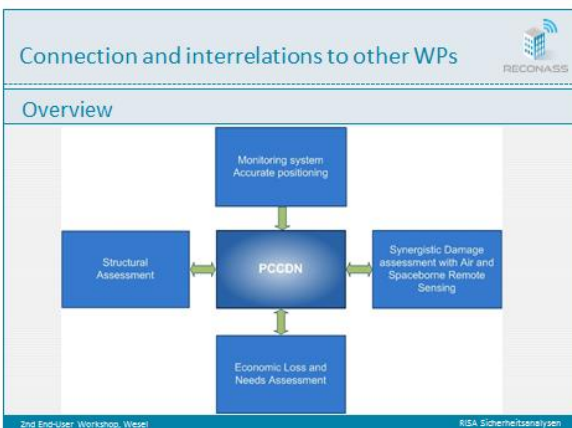 Connection and interrelations to other WPs
RECONASS
Overview
Monitoring system
Accurate positioning
Structural
Assessment
PCCDN
Synergistic Damage
assessment with Air and
Spaceborne Remote
Sensing
Economic Loss and
Needs Assessment
2nd End-User Workshop, Wesel
RISA Sicherheitsanalysen